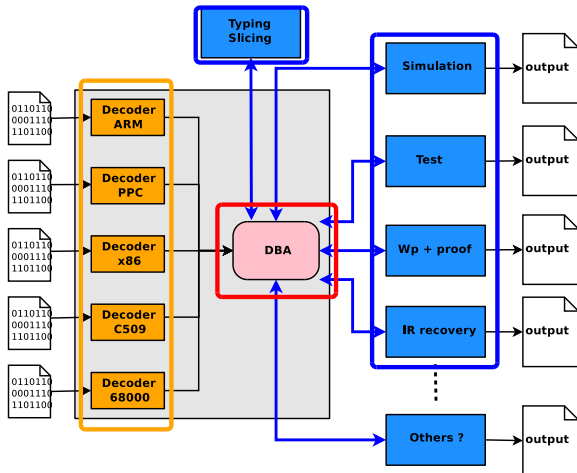 Typing
Slicing
Simulation
output
0110110
0001110
1101100
Decoder
ARM
Test
output
0110110
0001110
1101100
Decoder
PPC
0110110
0001110
1101100
Decoder
x86
DBA
Wp + proof
output
0110110
0001110
1101100
Decoder
C509
IR recovery
output
0110110
0001110
1101100
Decoder
68000
Others ?
output